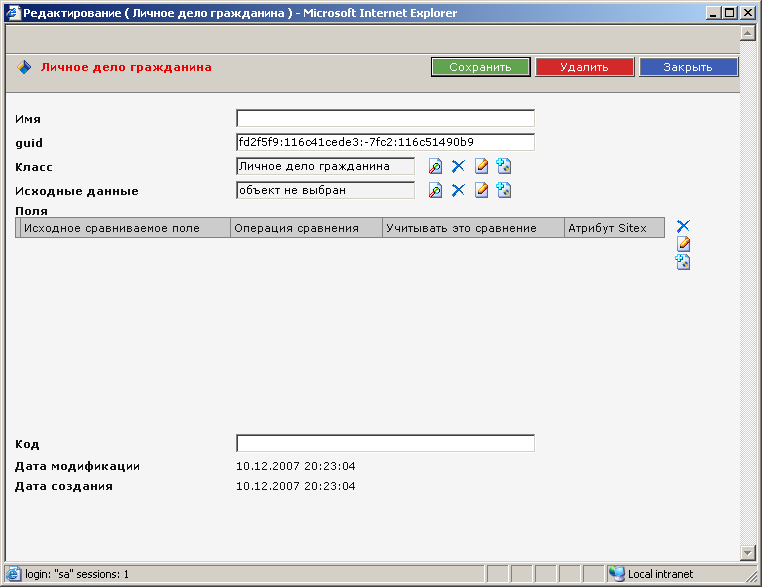 Редактирование ( Личное дело гражданина ) - Microsoft Internet Explorer
Личное дело гражданина Сохранить Удалить Закрыть
Имя
guid fd2f5f9:116c41cede3:-7fc2:116c51490b9
Класс Личное дело гражданина
Исходные данные объект не выбран
Поля
Исходное сравниваемое поле Операция сравнения Учитывать это сравнение Атрибут Sitex
Код
Дата модификации 10.12.2007 20:23:04
Дата создания 10.12.2007 20:23:04
login: "sa" sessions: 1 Local intranet